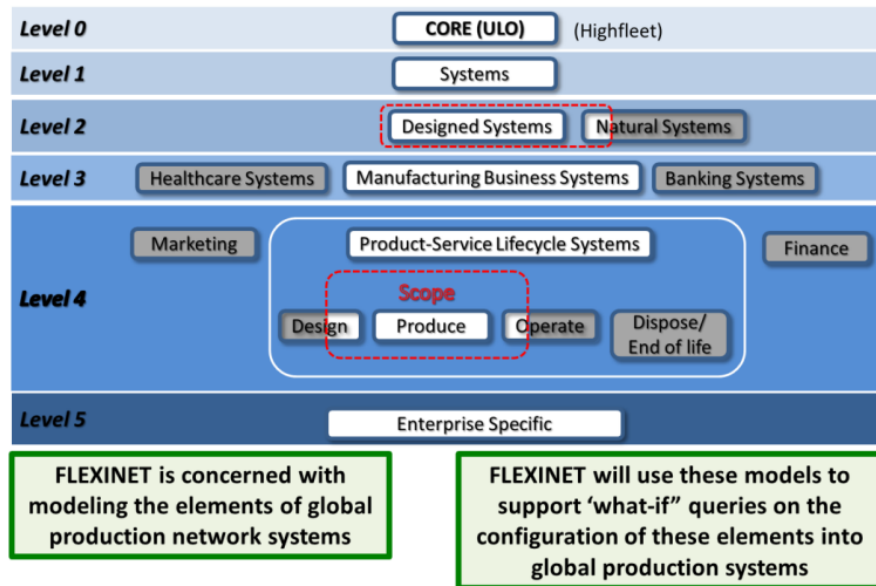 Level 0 CORE (ULO) (Highfleet)
Level 1 Systems
Level 2 Designed Systems Natural Systems
Level 3 Healthcare Systems Manufacturing Business Systems Banking Systems
Marketing Product-Service Lifecycle Systems Finance
Level 4 Scope
Design Produce Operate Dispose/
End of life
Level 5 Enterprise Specific
FLEXINET is concerned with
modeling the elements of global
production network systems
FLEXINET will use these models to
support ‘what-if” queries on the
configuration of these elements into
global production systems